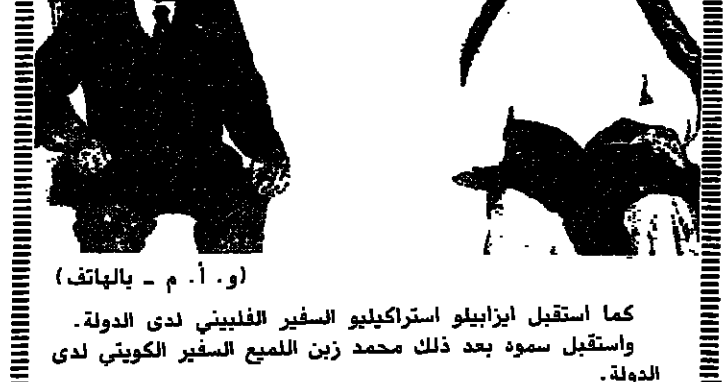 (و. أ. م ـ بالهاتف)
كما استقبل ايزابيلو استراكيليو السفير الفلبيني لدى الدولة.
واستقبل سموه بعد ذلك محمد زين اللميع السفير الكويتي لدى
الدولة.